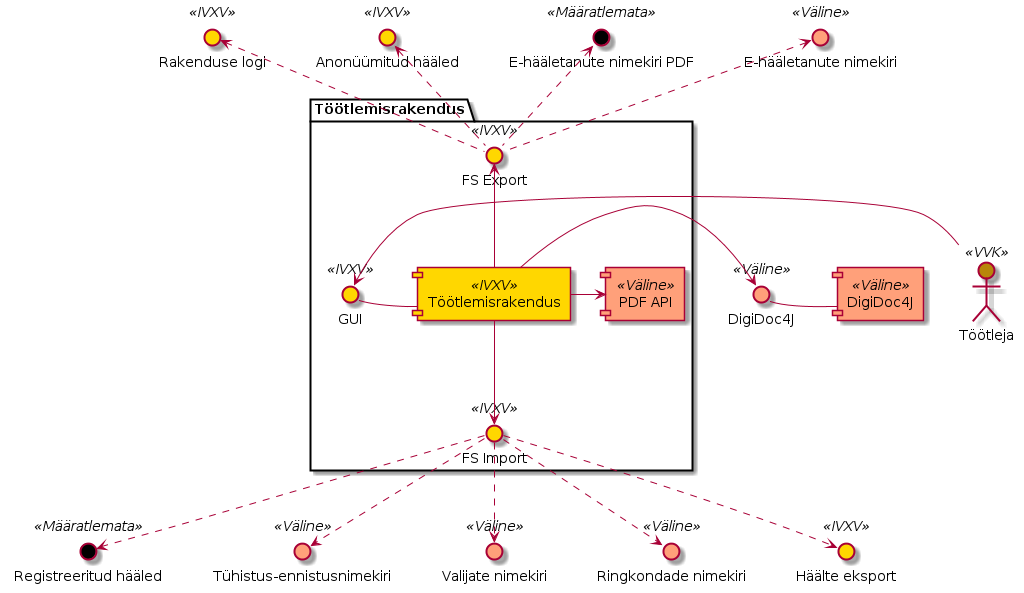 «IVXV»
Rakenduse logi
«IVXV»
Anonüümitud hääled
«Määratlemata»
E-hääletanute nimekiri PDF
«Väline»
E-hääletanute nimekiri
Töötlemisrakendus
«IVXV»
FS Export
«IVXV»
GUI
«IVXV»
Töötlemisrakendus
«Väline»
PDF API
«Väline»
DigiDoc4J
«Väline»
DigiDoc4J
«VVK»
Töötleja
«IVXV»
FS Import
«Määratlemata»
Registreeritud hääled
«Väline»
Tühistus-ennistusnimekiri
«Väline»
Valijate nimekiri
«Väline»
Ringkondade nimekiri
«IVXV»
Häälte eksport